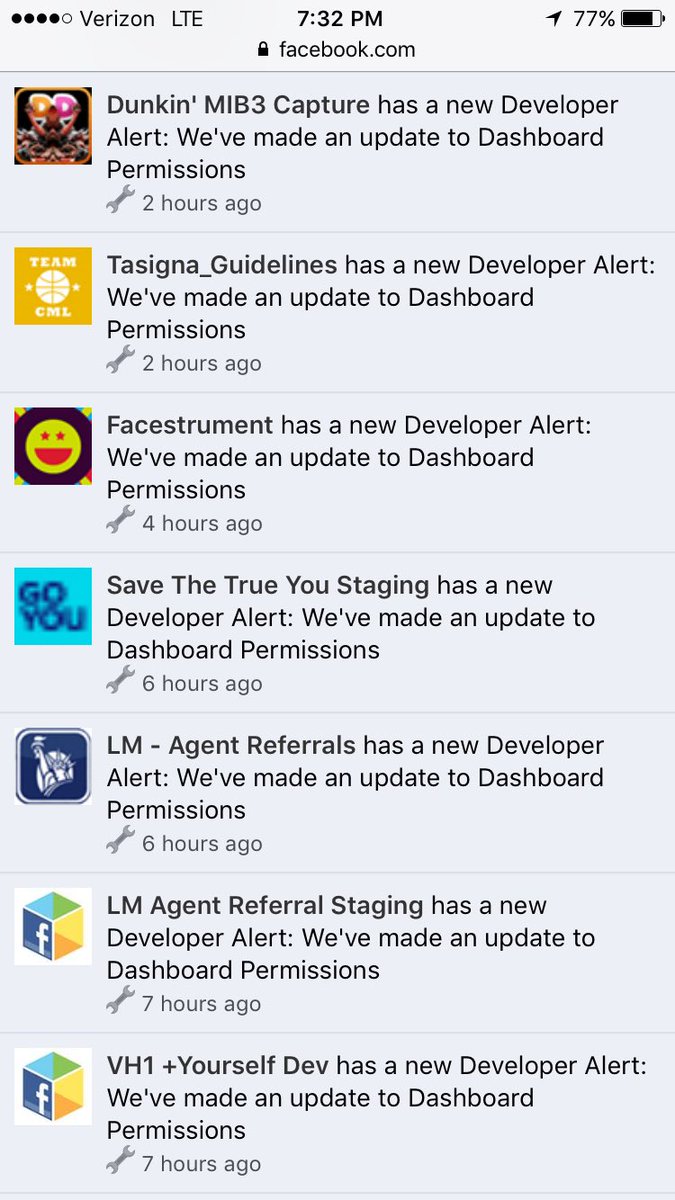 Verizon LTE 7:32 PM 77%
facebook.com
Dunkin' MIB3 Capture has a new Developer
Alert: We've made an update to Dashboard
Permissions
2 hours ago
TEAM
CML
Tasigna_Guidelines has a new Developer Alert:
We've made an update to Dashboard
Permissions
2 hours ago
Facestrument has a new Developer Alert:
We've made an update to Dashboard
Permissions
4 hours ago
GO
YOU
Save The True You Staging has a new
Developer Alert: We've made an update to
Dashboard Permissions
6 hours ago
LM - Agent Referrals has a new Developer
Alert: We've made an update to Dashboard
Permissions
6 hours ago
f
LM Agent Referral Staging has a new
Developer Alert: We've made an update to
Dashboard Permissions
7 hours ago
f
VH1 +Yourself Dev has a new Developer Alert:
We've made an update to Dashboard
Permissions
7 hours ago